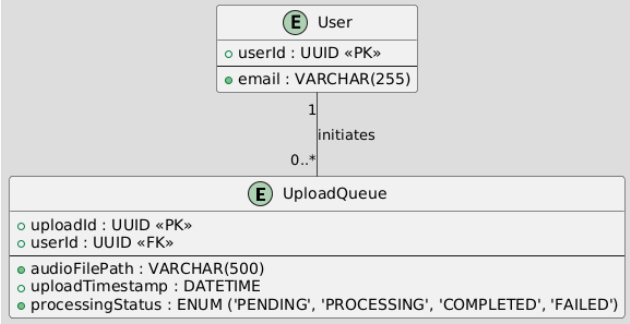 E User
userId : UUID «PK»
email : VARCHAR(255)
1
initiates
0..*
E UploadQueue
uploadId : UUID «PK»
userId : UUID «FK»
audioFilePath : VARCHAR(500)
uploadTimestamp : DATETIME
processingStatus : ENUM ('PENDING', 'PROCESSING', 'COMPLETED', 'FAILED')